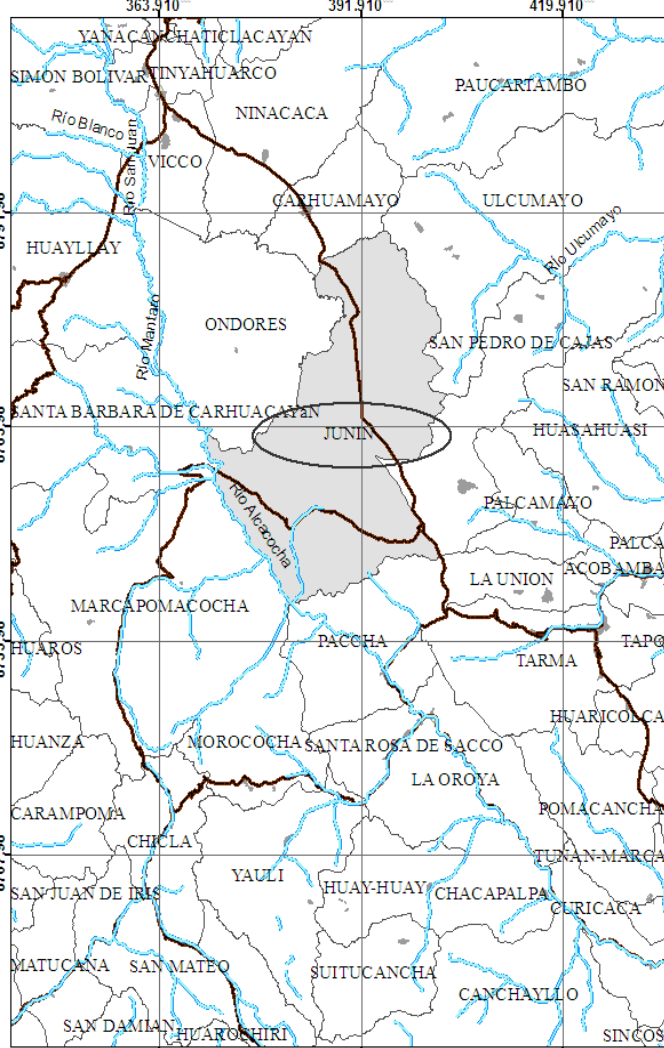 363,910 391,910 419,910
YANACANCHATICLACAYAN
SIMON BOLIVAR
TINYAHUARCO
PAUCARTAMBO
NINACACA
Río Blanco
VICCO
Río San Juan
CARHUAMAYO
ULCUMAYO
Río Ulcumayo
HUAYLLAY
ONDORES
Río Mantaro
SAN PEDRO DE CAJAS
SAN RAMON
SANTA BARBARA DE CARHUACAYáN
JUNIN
HUASAHUASI
Río Alcacocha
PALCAMAYO
PALCA
ACOBAMBA
LA UNION
MARCAPOMACOCHA
HUAROS
PACCHA
TAPO
TARMA
HUARICOLCA
HUANZA
MOROCOCHA
SANTA ROSA DE SACCO
LA OROYA
CARAMPOMA
POMACANCHA
CHICLA
TUNAN-MARCA
YAULI
HUAY-HUAY
SAN JUAN DE IRIS
CHACAPALPA
CURICACA
MATUCANA
SAN MATEO
SUITUCANCHA
CANCHAYLLO
SAN DAMIAN
HUAROCHIRI
SINCOS